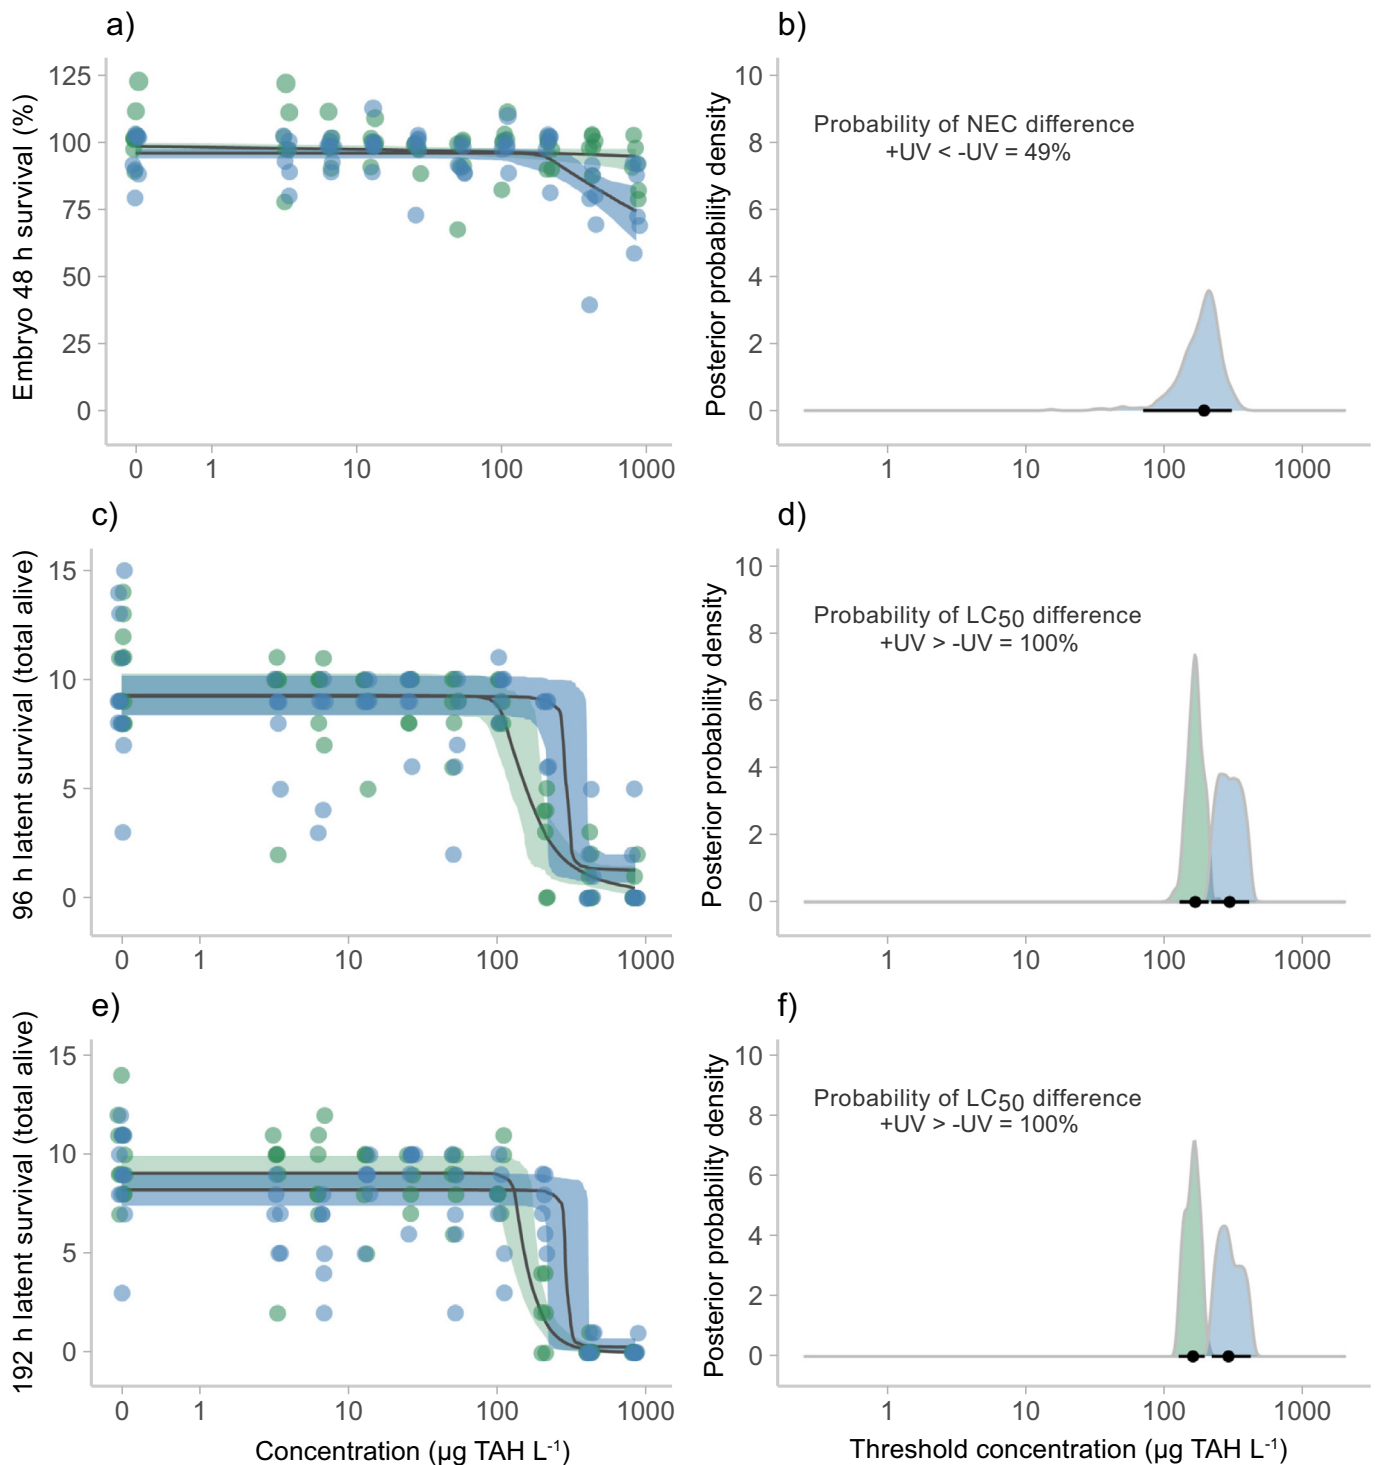 a)
Embryo 48 h survival (%)
125
100
75
50
25
0
0 1 10 100 1000
b)
Posterior probability density
10
8
6
4
2
0
Probability of NEC difference
+UV < -UV = 49%
1 10 100 1000
c)
96 h latent survival (total alive)
15
10
5
0
0 1 10 100 1000
d)
Posterior probability density
10
8
6
4
2
0
Probability of LC50 difference
+UV > -UV = 100%
1 10 100 1000
e)
192 h latent survival (total alive)
15
10
5
0
0 1 10 100 1000
Concentration (µg TAH L-1)
f)
Posterior probability density
10
8
6
4
2
0
Probability of LC50 difference
+UV > -UV = 100%
1 10 100 1000
Threshold concentration (µg TAH L-1)